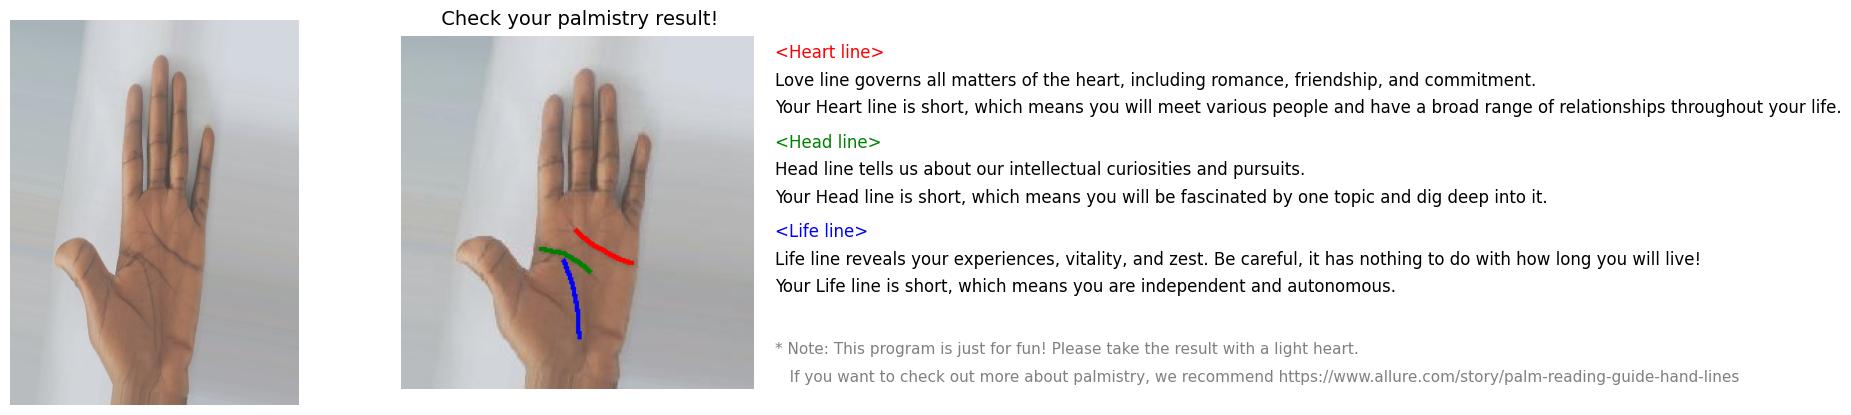 Check your palmistry result!
<Heart line>
Love line governs all matters of the heart, including romance, friendship, and commitment.
Your Heart line is short, which means you will meet various people and have a broad range of relationships throughout your life.
<Head line>
Head line tells us about our intellectual curiosities and pursuits.
Your Head line is short, which means you will be fascinated by one topic and dig deep into it.
<Life line>
Life line reveals your experiences, vitality, and zest. Be careful, it has nothing to do with how long you will live!
Your Life line is short, which means you are independent and autonomous.
* Note: This program is just for fun! Please take the result with a light heart.
If you want to check out more about palmistry, we recommend https://www.allure.com/story/palm-reading-guide-hand-lines